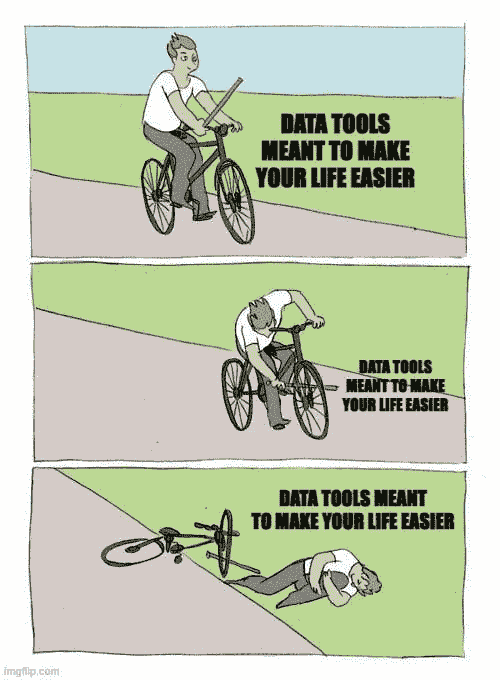 DATA TOOLS
MEANT TO MAKE
YOUR LIFE EASIER
DATA TOOLS
MEANT TO MAKE
YOUR LIFE EASIER
DATA TOOLS MEANT
TO MAKE YOUR LIFE EASIER
imgflip.com